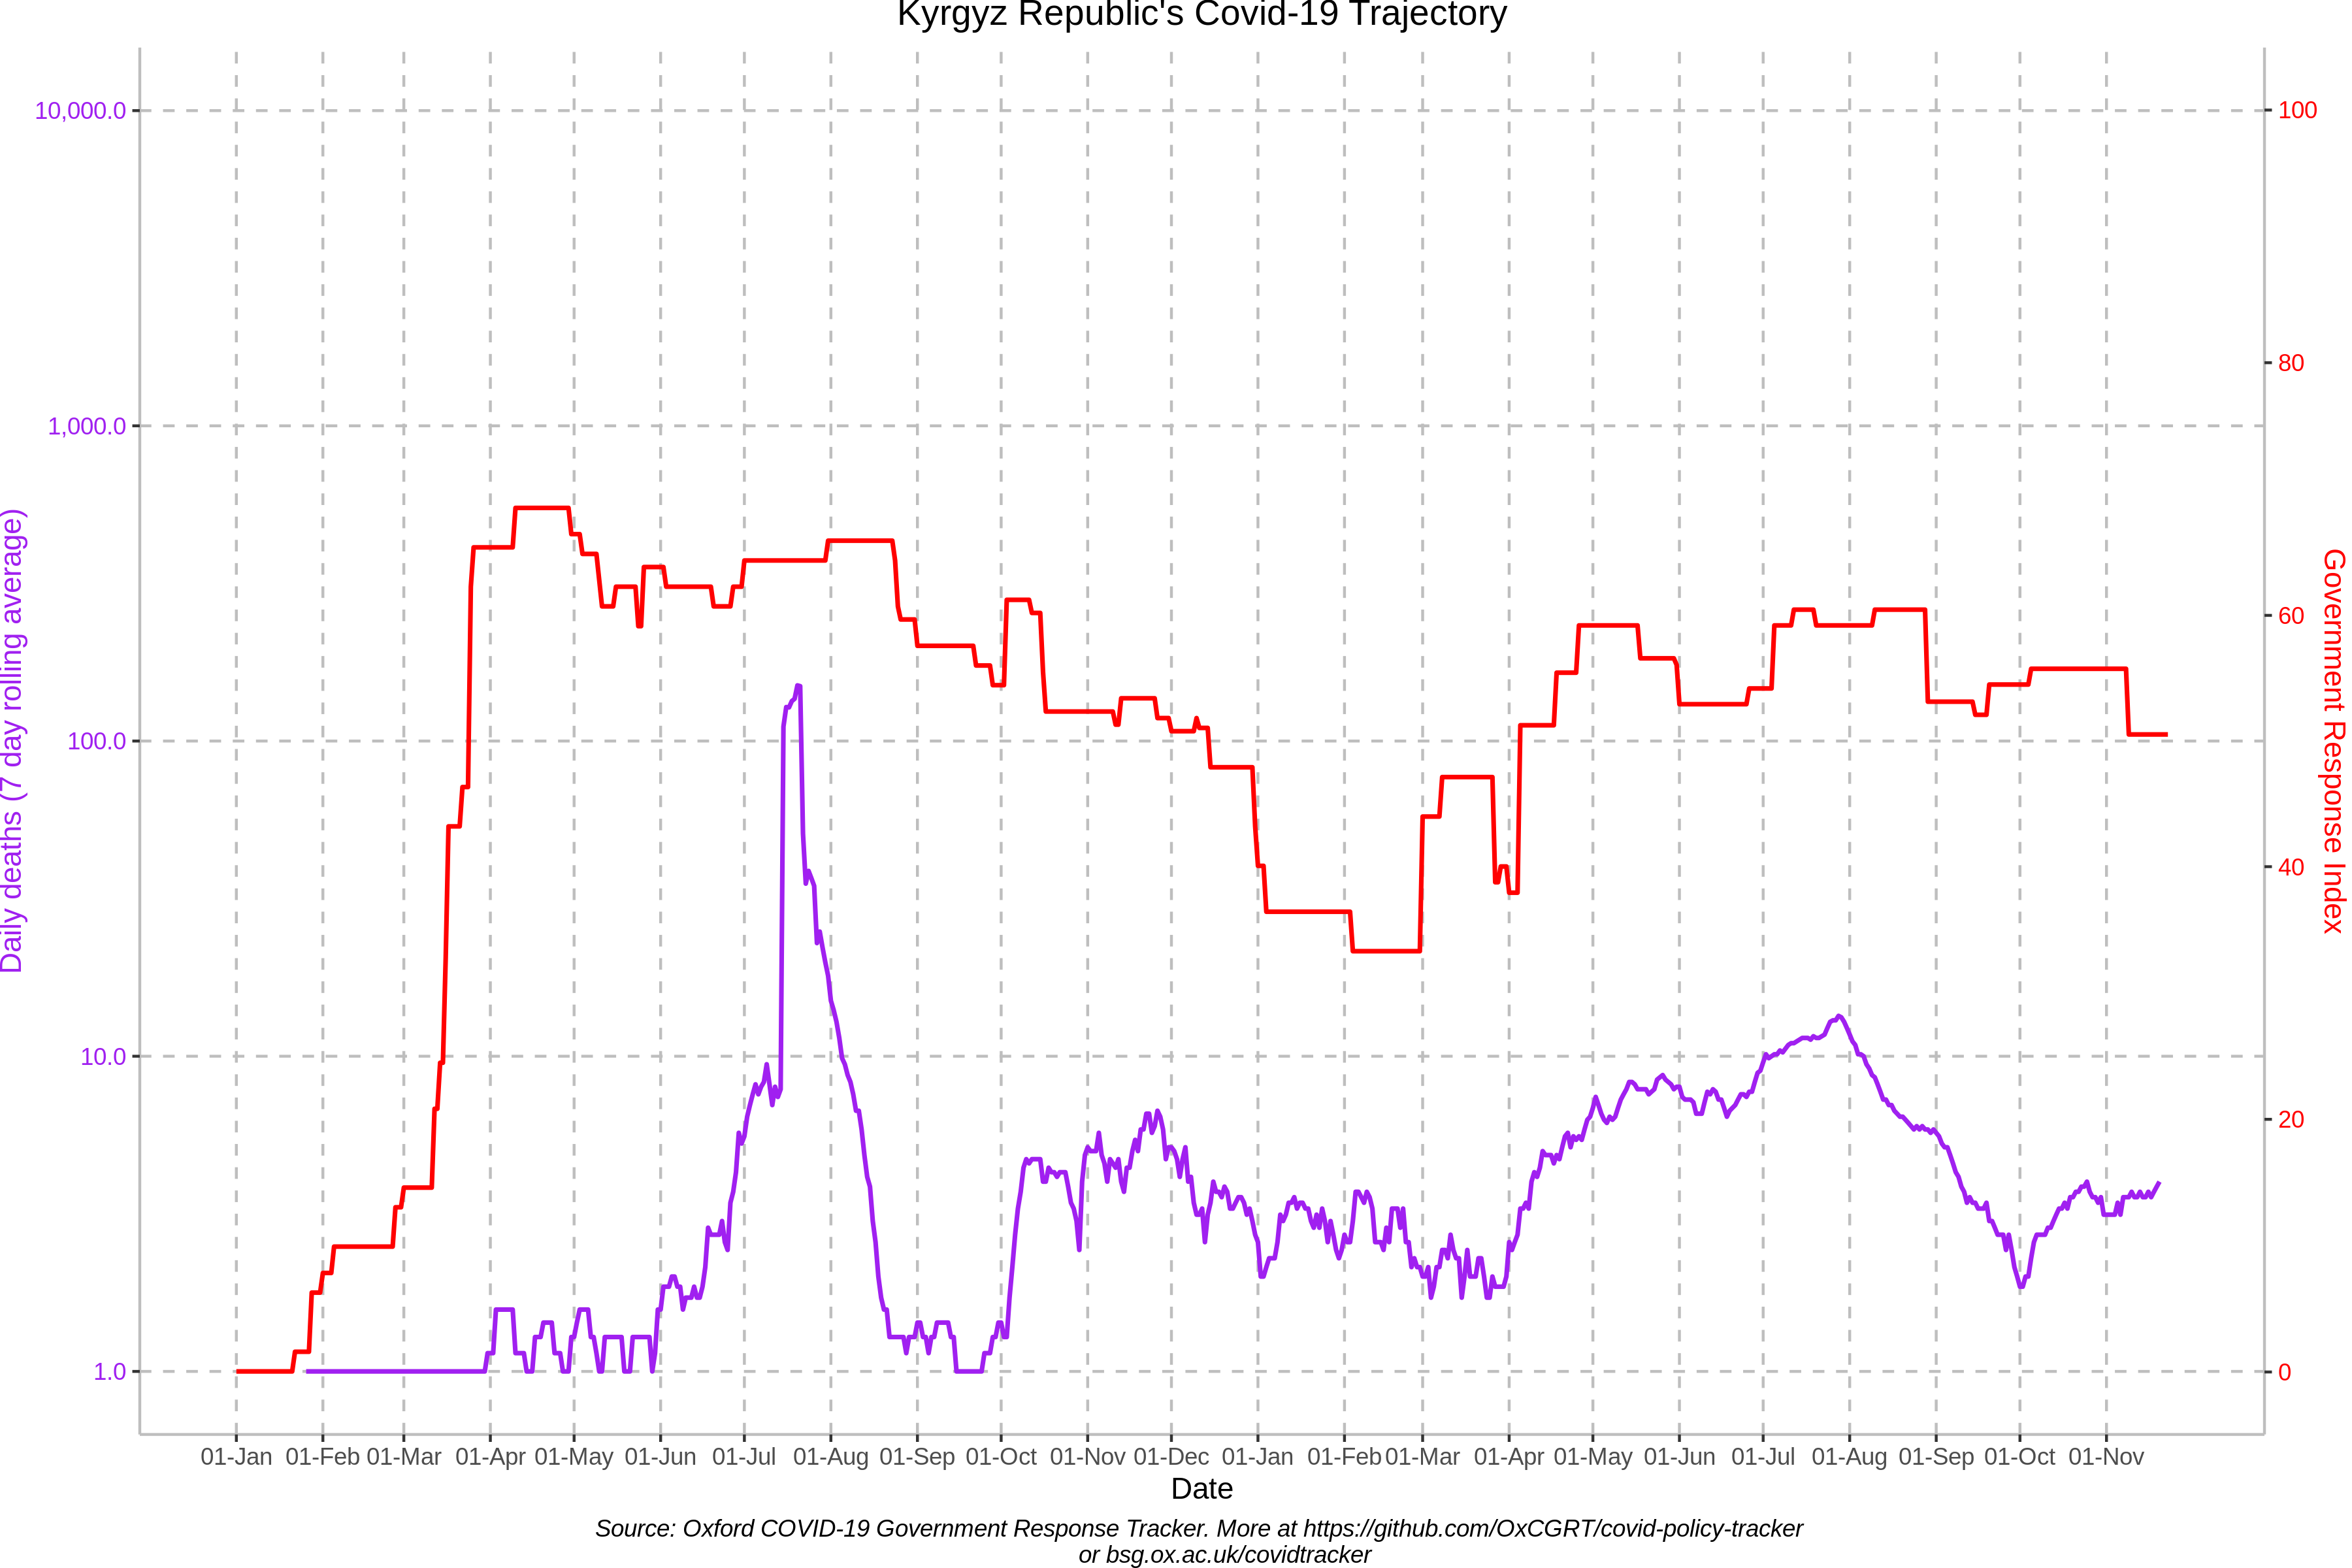 Kyrgyz Republic's Covid-19 Trajectory
10,000.0
1,000.0
100.0
10.0
1.0
Daily deaths (7 day rolling average)
100
80
60
40
20
0
Government Response Index
01-Jan 01-Feb 01-Mar 01-Apr 01-May 01-Jun 01-Jul 01-Aug 01-Sep 01-Oct 01-Nov 01-Dec 01-Jan 01-Feb 01-Mar 01-Apr 01-May 01-Jun 01-Jul 01-Aug 01-Sep 01-Oct 01-Nov
Date
Source: Oxford COVID-19 Government Response Tracker. More at https://github.com/OxCGRT/covid-policy-tracker
or bsg.ox.ac.uk/covidtracker